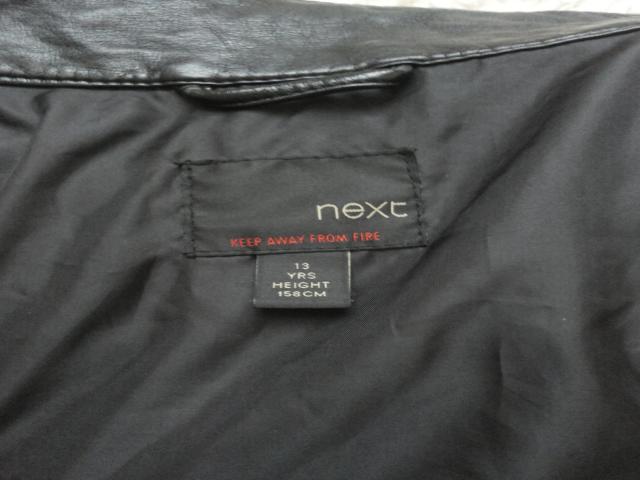 next
KEEP AWAY FROM FIRE
13
YRS
HEIGHT
158CM